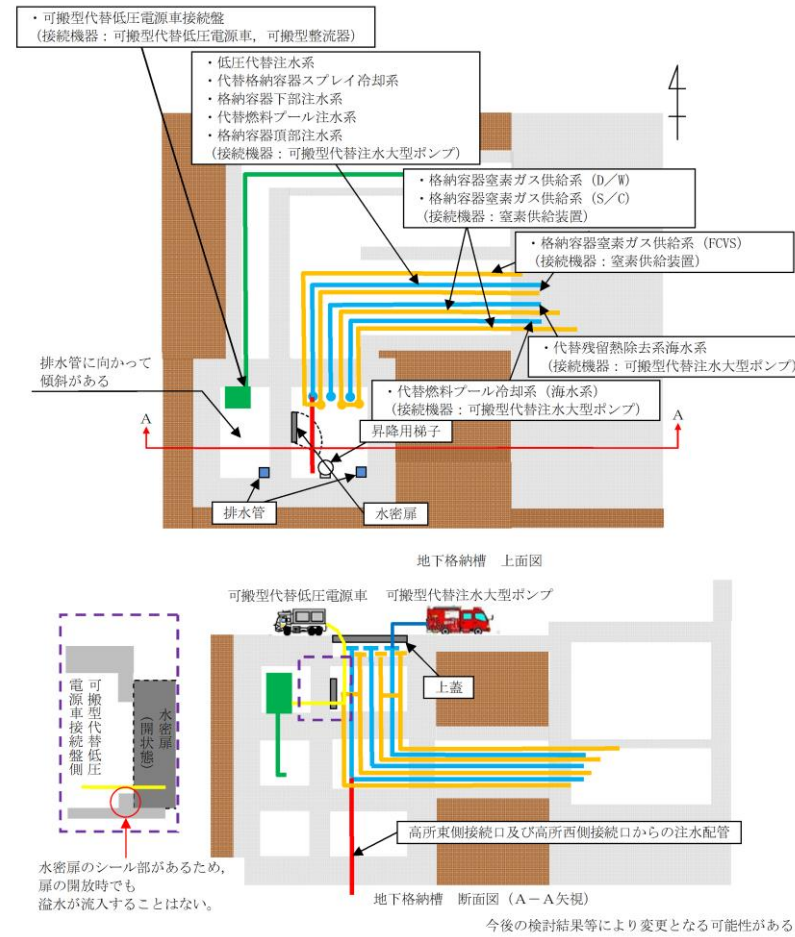 ・可搬型代替低圧電源車接続盤
(接続機器：可搬型代替低圧電源車，可搬型整流器)
・低圧代替注水系
・代替格納容器スプレイ冷却系
・格納容器下部注水系
・代替燃料プール注水系
・格納容器頂部注水系
(接続機器：可搬型代替注水大型ポンプ)
・格納容器窒素ガス供給系 (D／W)
・格納容器窒素ガス供給系 (S／C)
(接続機器：窒素供給装置)
・格納容器窒素ガス供給系 (FCVS)
(接続機器：窒素供給装置)
・代替残留熱除去系海水系
(接続機器：可搬型代替注水大型ポンプ)
・代替燃料プール冷却系 (海水系)
(接続機器：可搬型代替注水大型ポンプ)
排水管に向かって
傾斜がある
A
A
昇降用梯子
排水管
水密扉
地下格納槽　上面図
可搬型代替低圧電源車
可搬型代替注水大型ポンプ
上蓋
可搬型代替低圧
電源車接続盤側
水密扉
(開状態)
高所東側接続口及び高所西側接続口からの注水配管
水密扉のシール部があるため，
扉の開放時でも
溢水が流入することはない。
地下格納槽　断面図 (A－A矢視)
今後の検討結果等により変更となる可能性がある